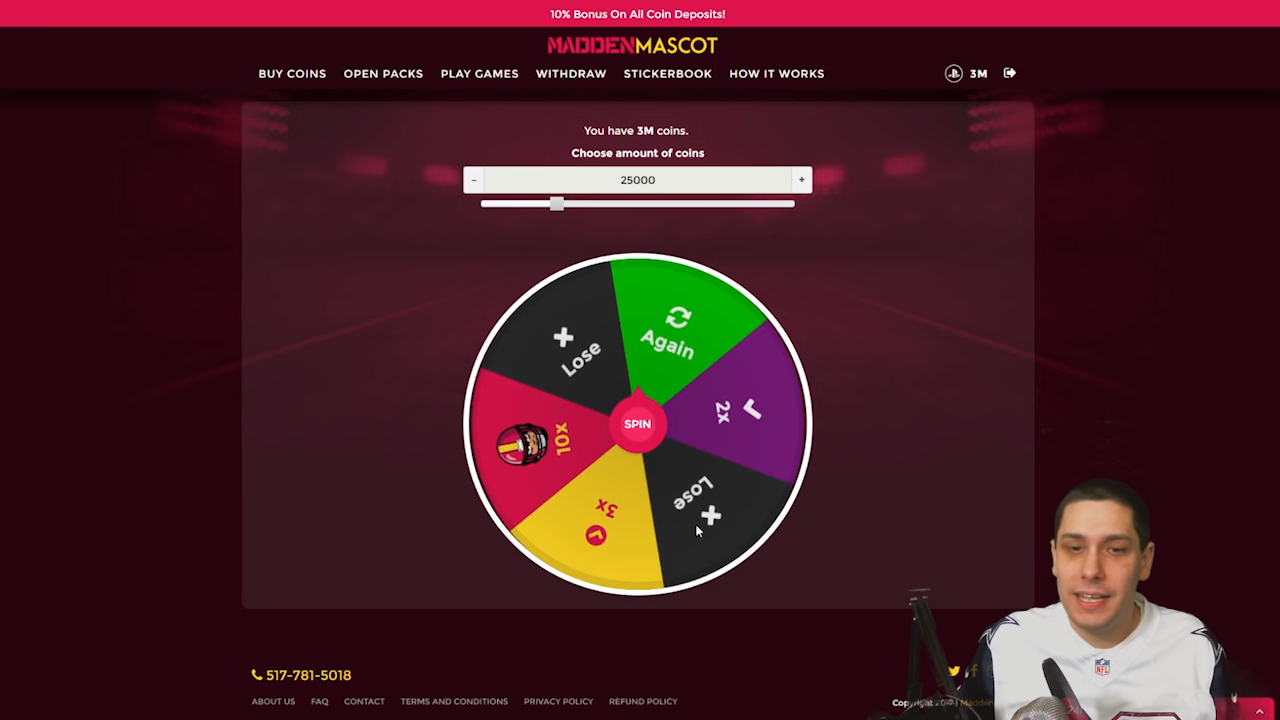 10% Bonus On All Coin Deposits!
MADDENMASCOT
BUY COINS OPEN PACKS PLAY GAMES WITHDRAW STICKERBOOK HOW IT WORKS 3M
You have 3M coins.
Choose amount of coins
- 25000 +
Again
Lose
2x
10x
SPIN
Lose
3x
517-781-5018
NFL
ABOUT US FAQ CONTACT TERMS AND CONDITIONS PRIVACY POLICY REFUND POLICY Madden